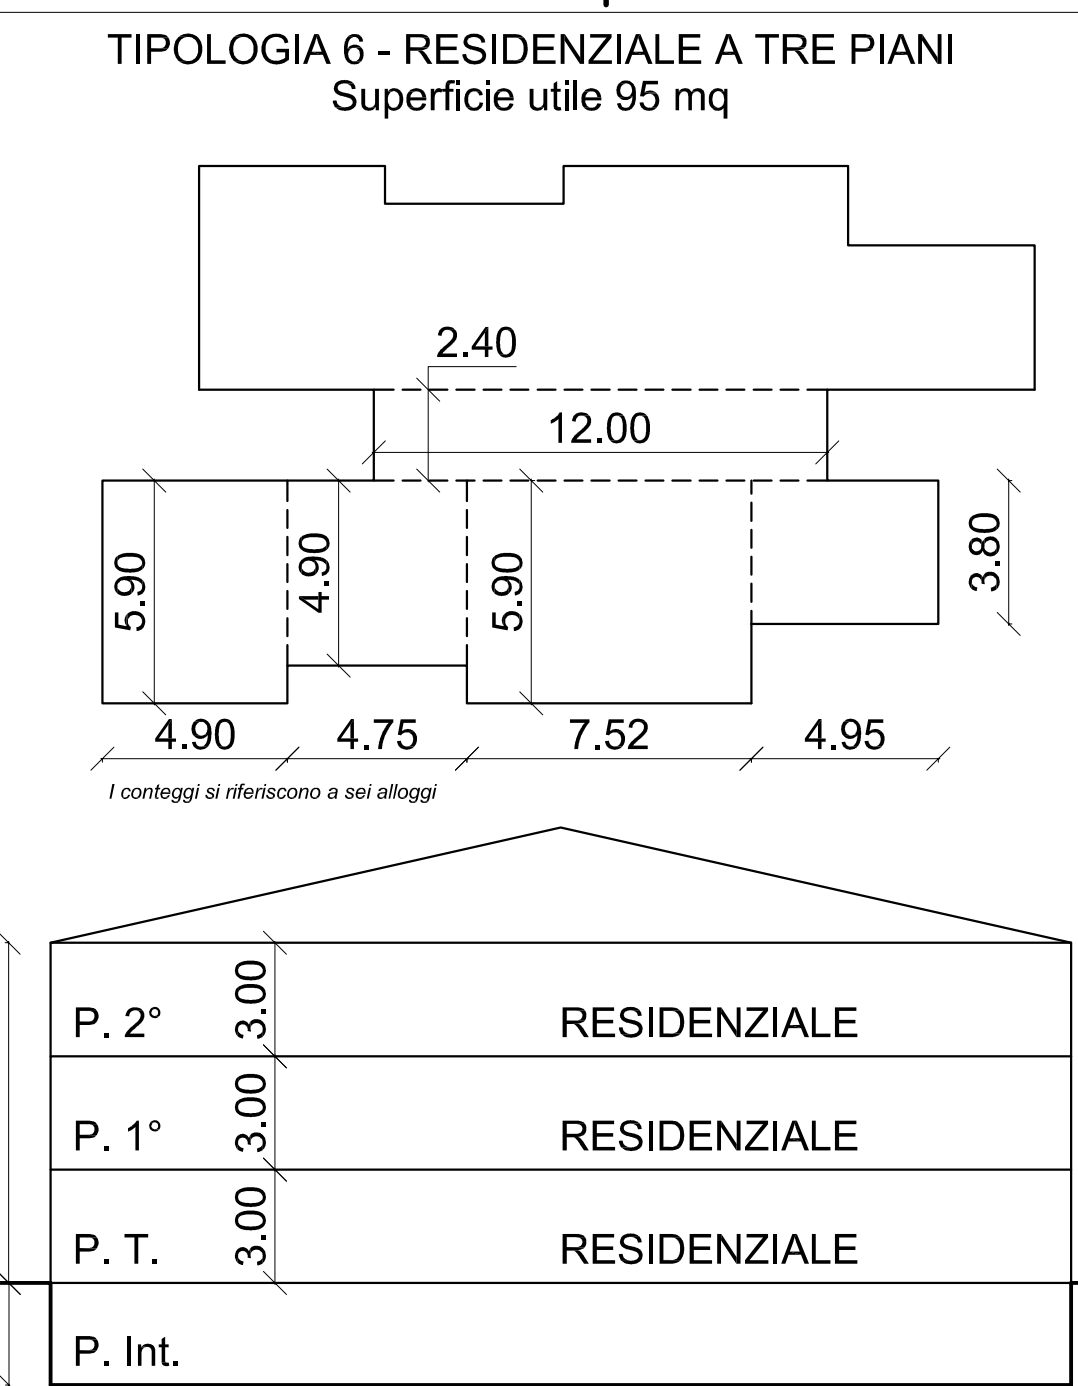 TIPOLOGIA 6 - RESIDENZIALE A TRE PIANI
Superficie utile 95 mq
2.40
12.00
5.90
4.90
5.90
3.80
4.90 4.75 7.52 4.95
I conteggi si riferiscono a sei alloggi
P. 2° 3.00 RESIDENZIALE
P. 1° 3.00 RESIDENZIALE
P. T. 3.00 RESIDENZIALE
P. Int.